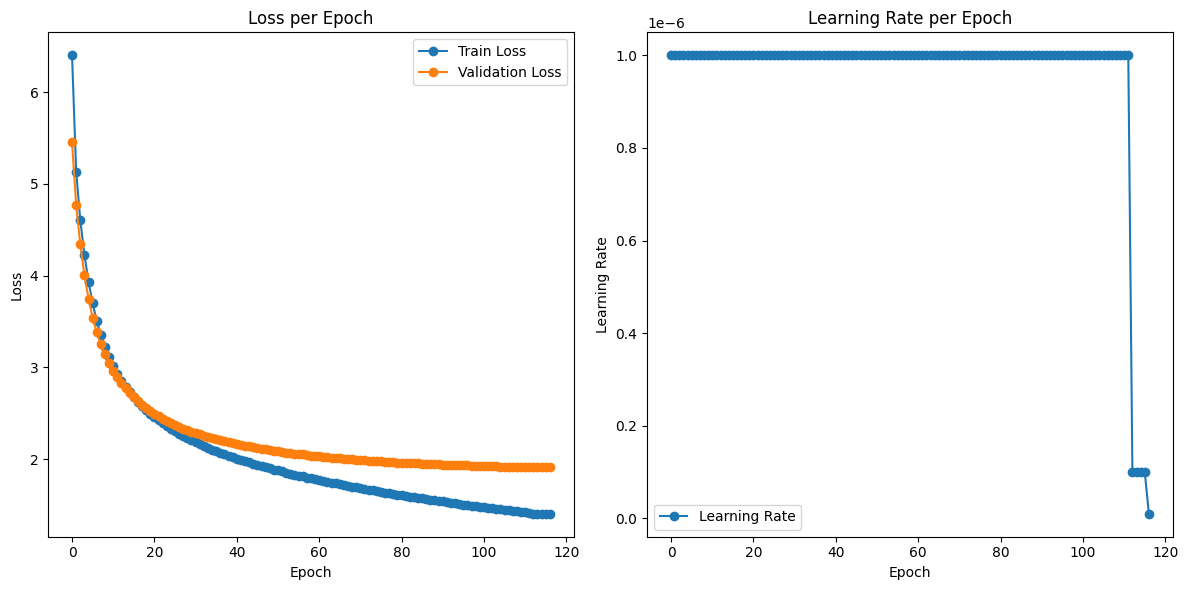 Loss per Epoch
Train Loss
Validation Loss
6
5
4
3
2
Loss
0
20
40
60
80
100
120
Epoch
Learning Rate per Epoch
1e−6
1.0
0.8
0.6
0.4
0.2
0.0
Learning Rate
Learning Rate
0
20
40
60
80
100
120
Epoch